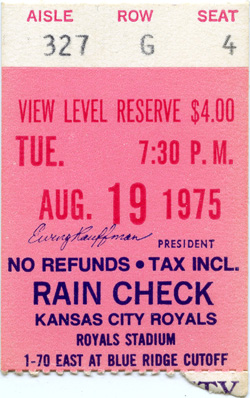 AISLE ROW SEAT
327 G 4
VIEW LEVEL RESERVE $4.00
TUE. 7:30 P.M.
AUG. 19 1975
Ewing Kauffman
PRESIDENT
NO REFUNDS • TAX INCL.
RAIN CHECK
KANSAS CITY ROYALS
ROYALS STADIUM
1-70 EAST AT BLUE RIDGE CUTOFF